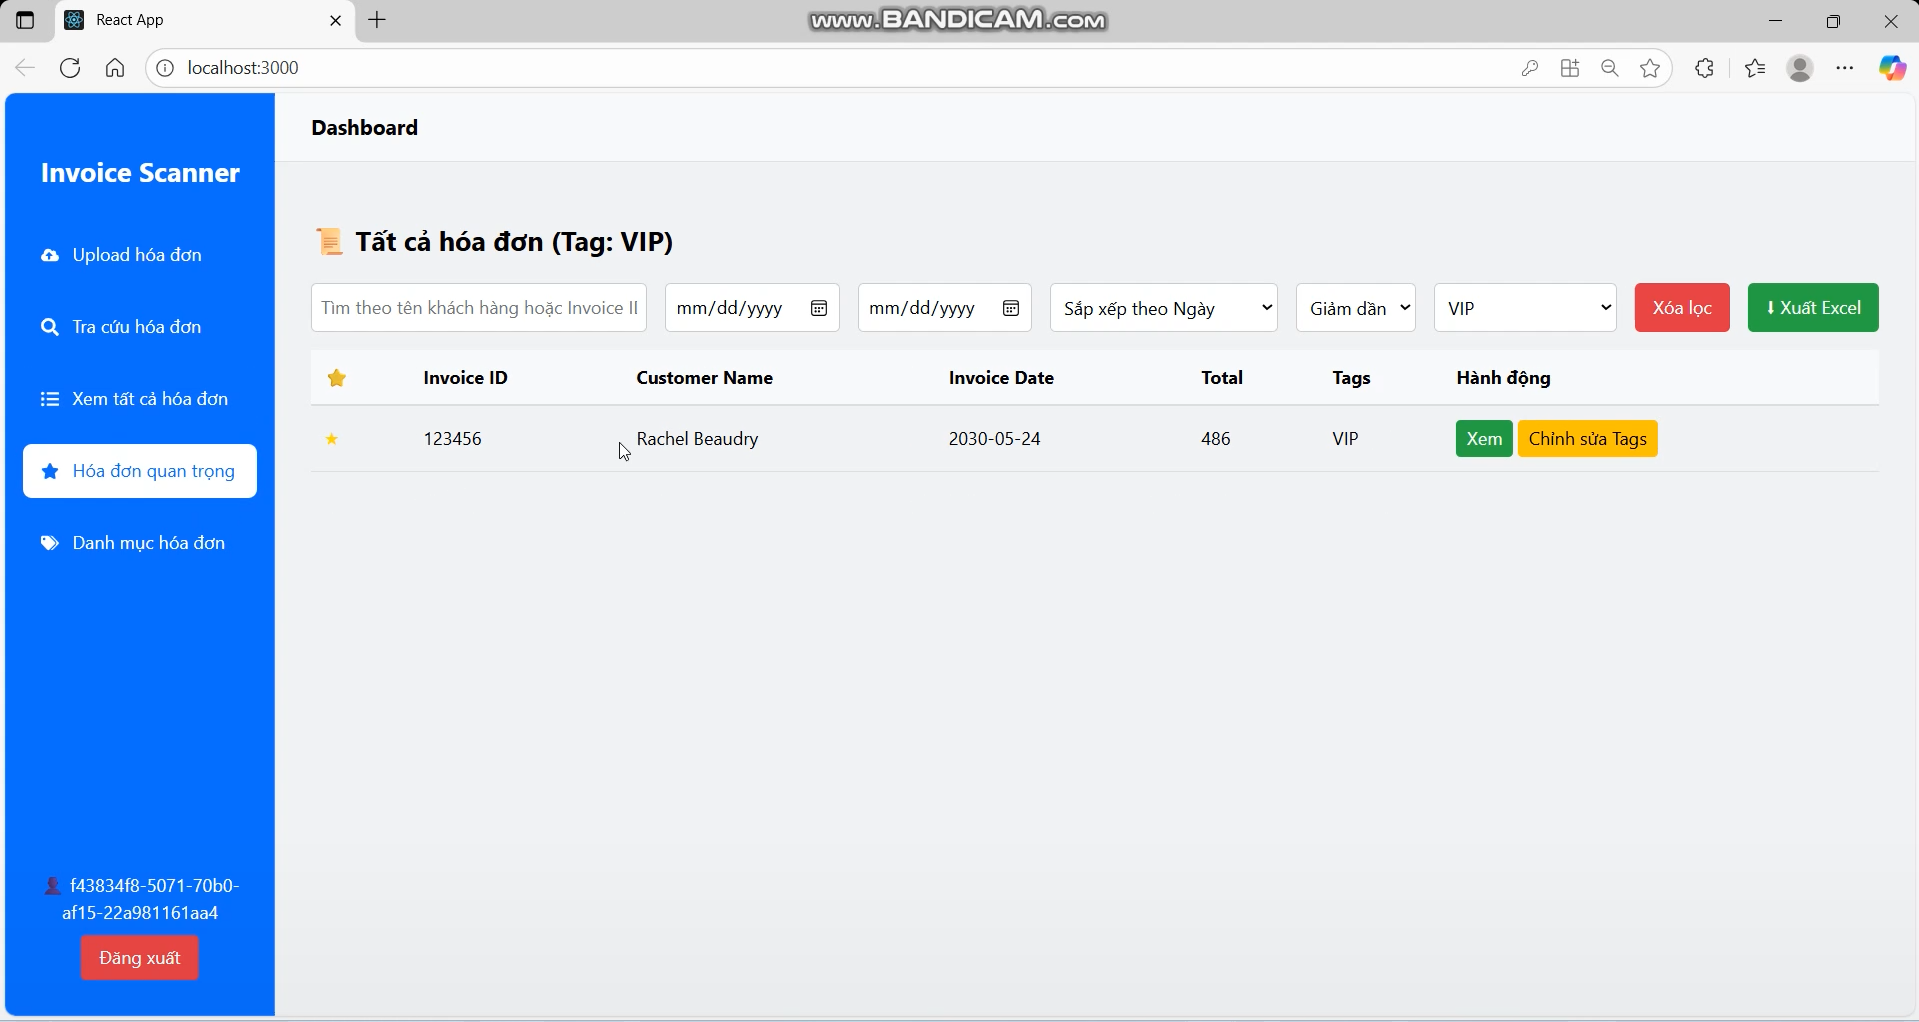 React App
www.BANDICAM.com
localhost:3000
Invoice Scanner
Upload hóa đơn
Tra cứu hóa đơn
Xem tất cả hóa đơn
Hóa đơn quan trọng
Danh mục hóa đơn
f43834f8-5071-70b0-
af15-22a981161aa4
Đăng xuất
Dashboard
Tất cả hóa đơn (Tag: VIP)
Tìm theo tên khách hàng hoặc Invoice II mm/dd/yyyy mm/dd/yyyy Sắp xếp theo Ngày Giảm dần VIP Xóa lọc ⬇ Xuất Excel
Invoice ID Customer Name Invoice Date Total Tags Hành động
123456 Rachel Beaudry 2030-05-24 486 VIP Xem Chỉnh sửa Tags